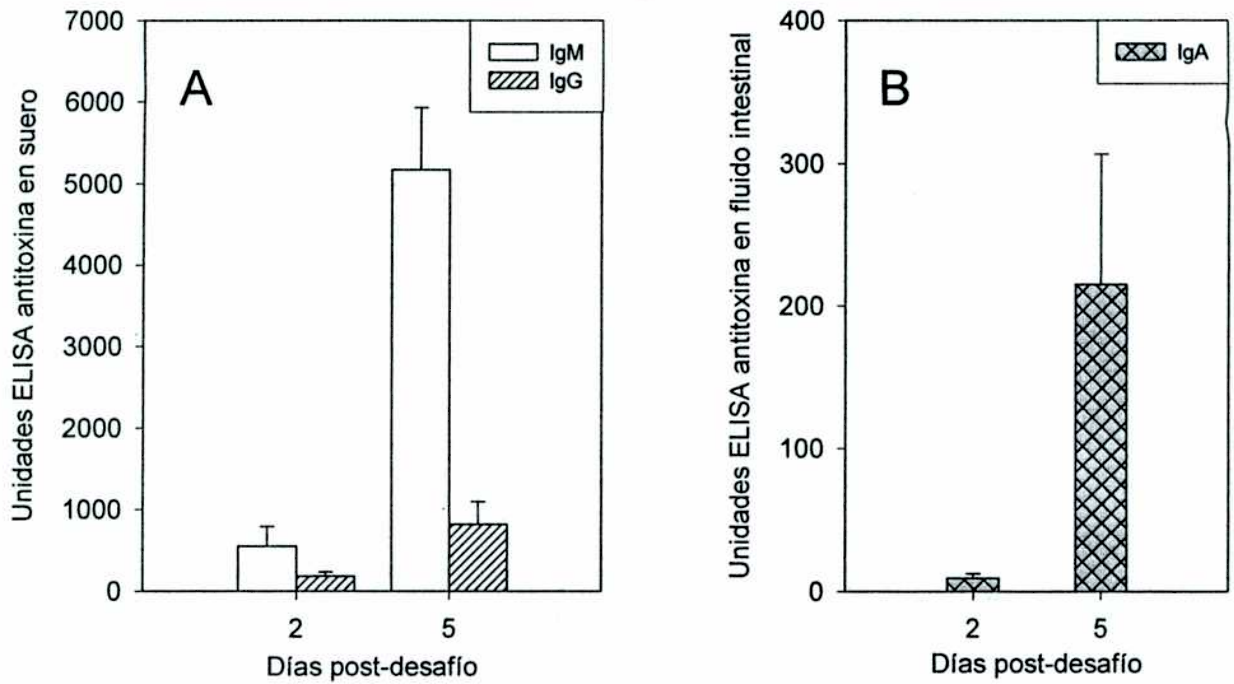 Unidades ELISA antitoxina en suero
7000
6000
5000
4000
3000
2000
1000
0
A
IgM
IgG
2
5
Días post-desafío
Unidades ELISA antitoxina en fluido intestinal
400
300
200
100
0
B
IgA
2
5
Días post-desafío